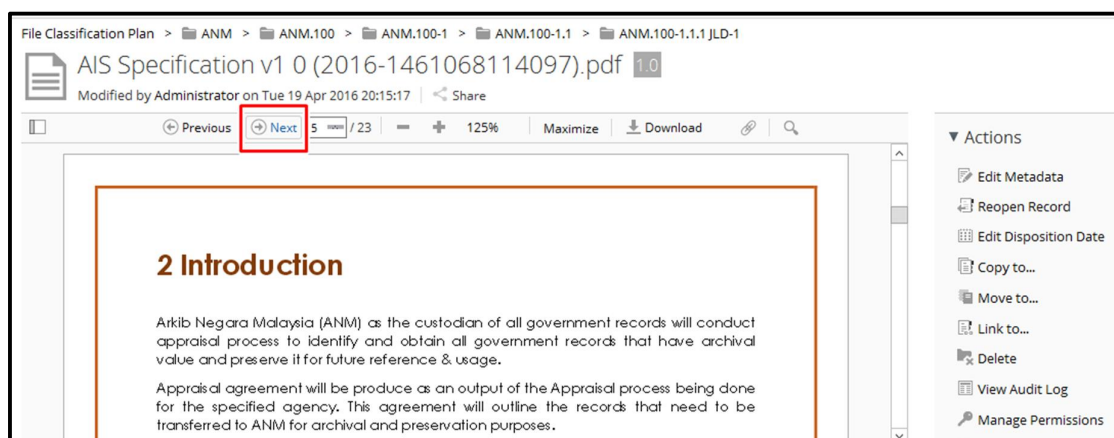 File Classification Plan > ANM > ANM.100 > ANM.100-1 > ANM.100-1.1 > ANM.100-1.1.1 JLD-1
AIS Specification v1 0 (2016-1461068114097).pdf 1.0
Modified by Administrator on Tue 19 Apr 2016 20:15:17 Share
Previous Next 5 / 23 125% Maximize Download
Actions
Edit Metadata
Reopen Record
Edit Disposition Date
Copy to...
Move to...
Link to...
Delete
View Audit Log
Manage Permissions
2 Introduction
Arkib Negara Malaysia (ANM) as the custodian of all government records will conduct
appraisal process to identify and obtain all government records that have archival
value and preserve it for future reference & usage.
Appraisal agreement will be produce as an output of the Appraisal process being done
for the specified agency. This agreement will outline the records that need to be
transferred to ANM for archival and preservation purposes.